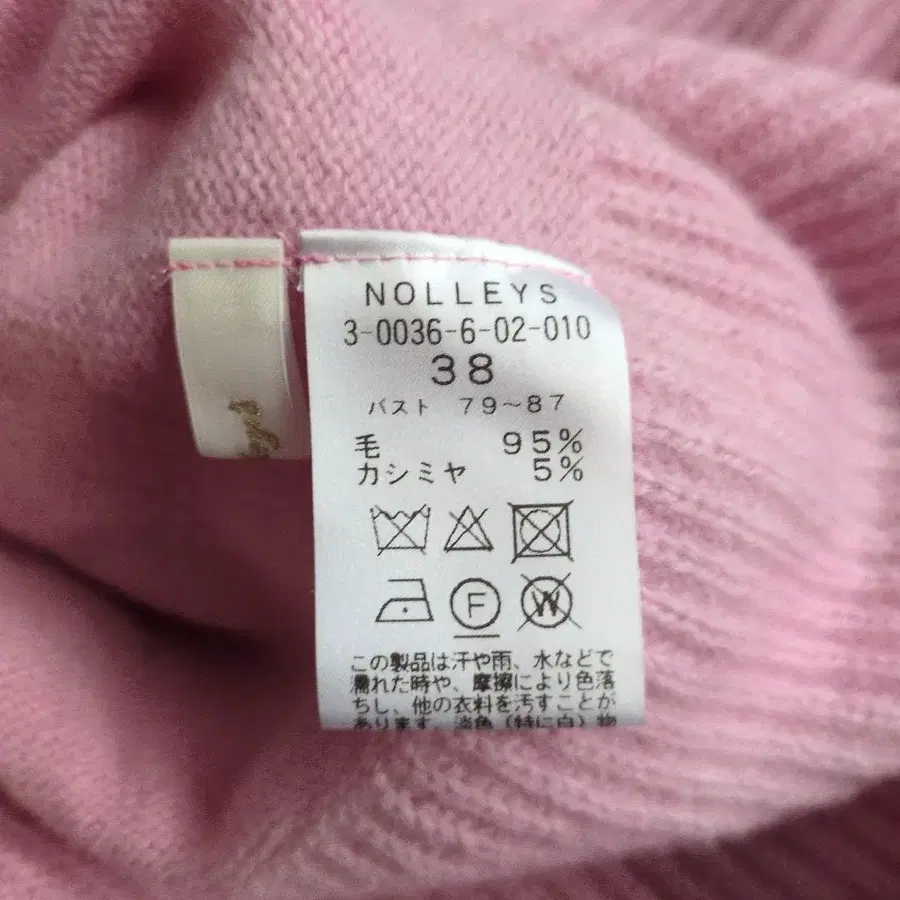 NOLLEYS
3-0036-6-02-010
38
バスト 79~87
毛 95%
カシミヤ 5%
F
W
この製品は汗や雨、水などで
濡れた時や、摩擦により色落
ちし、他の衣料を汚すことが
あります。淡色(特に白)物